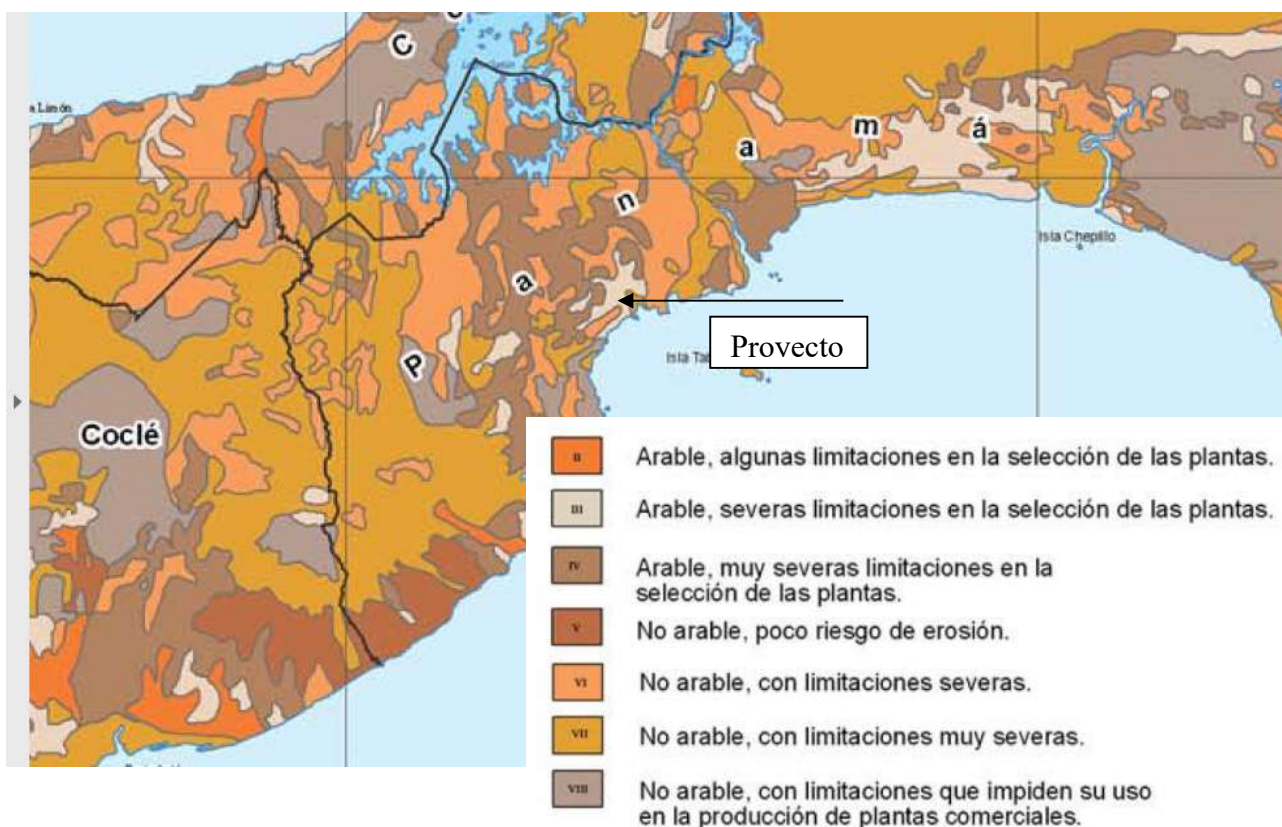 C
a Limón
m
á
a
n
Isla Chepillo
a
Provecto
P
Coclé
II
Arable, algunas limitaciones en la selección de las plantas.
III
Arable, severas limitaciones en la selección de las plantas.
IV
Arable, muy severas limitaciones en la
selección de las plantas.
V
No arable, poco riesgo de erosión.
VI
No arable, con limitaciones severas.
VII
No arable, con limitaciones muy severas.
VIII
No arable, con limitaciones que impiden su uso
en la producción de plantas comerciales.